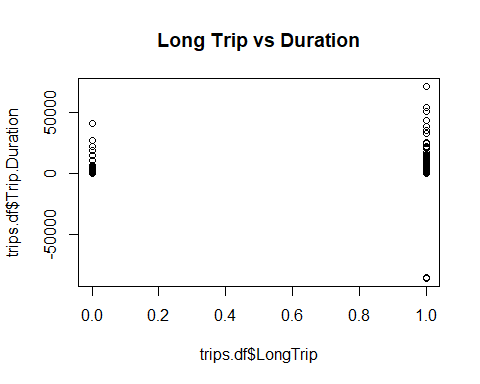 Long Trip vs Duration
trips.df$Trip.Duration
50000
0
-50000
0.0 0.2 0.4 0.6 0.8 1.0
trips.df$LongTrip